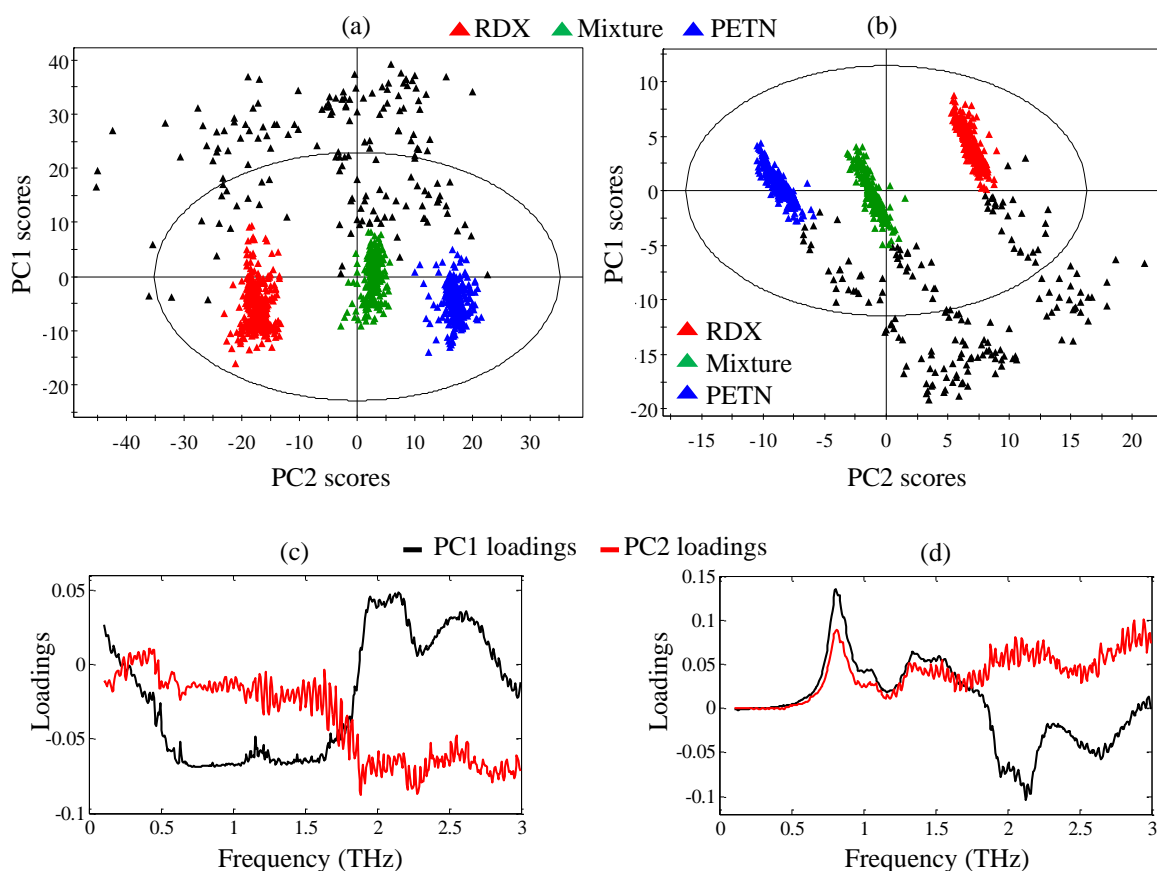 (a) RDX Mixture PETN (b)
40
30
20
10
0
-10
-20
PC1 scores
-40 -30 -20 -10 0 10 20 30
PC2 scores
10
5
0
-5
-10
-15
-20
PC1 scores
RDX
Mixture
PETN
-15 -10 -5 0 5 10 15 20
PC2 scores
(c) PC1 loadings PC2 loadings (d)
0.05
0
-0.05
-0.1
Loadings
0 0.5 1 1.5 2 2.5 3
Frequency (THz)
0.15
0.1
0.05
0
-0.05
-0.1
Loadings
0 0.5 1 1.5 2 2.5 3
Frequency (THz)